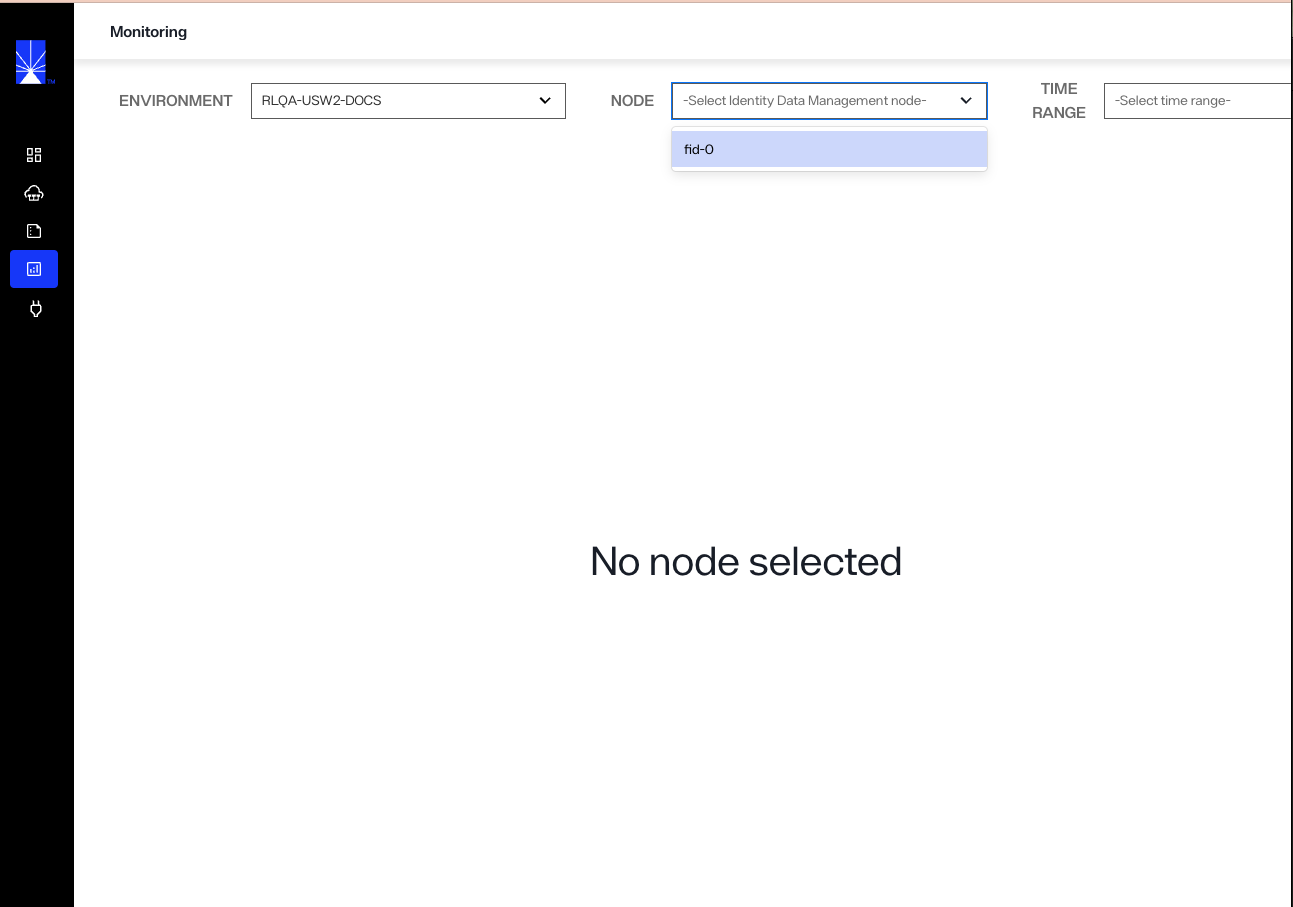 Monitoring
TM
ENVIRONMENT
RLQA-USW2-DOCS
NODE
-Select Identity Data Management node-
TIME
RANGE
-Select time range-
fid-0
No node selected